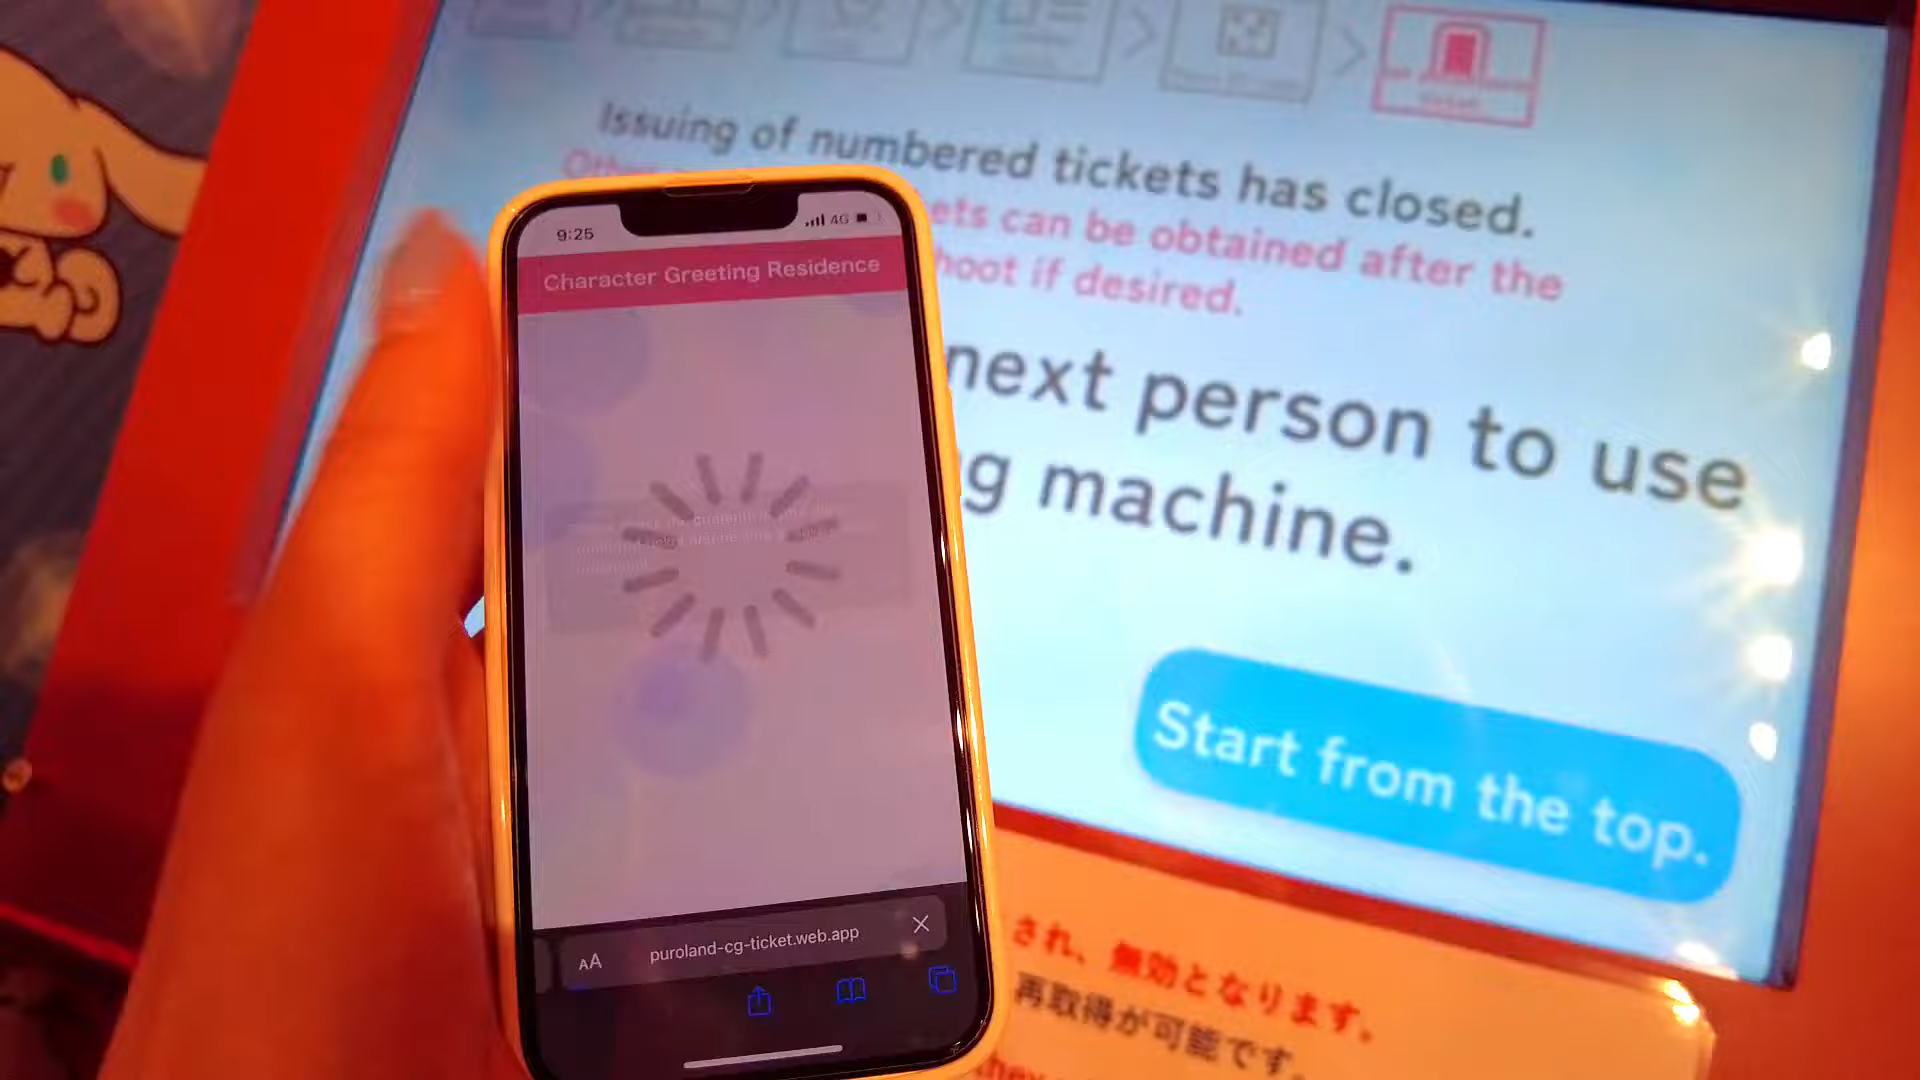 Issuing of numbered tickets has closed.
ets can be obtained after the
hoot if desired.
next person to use
g machine.
Start from the top.
9:25
4G
Character Greeting Residence
AA
puroland-cg-ticket.web.app
され、無効となります。
再取得が可能です。
they